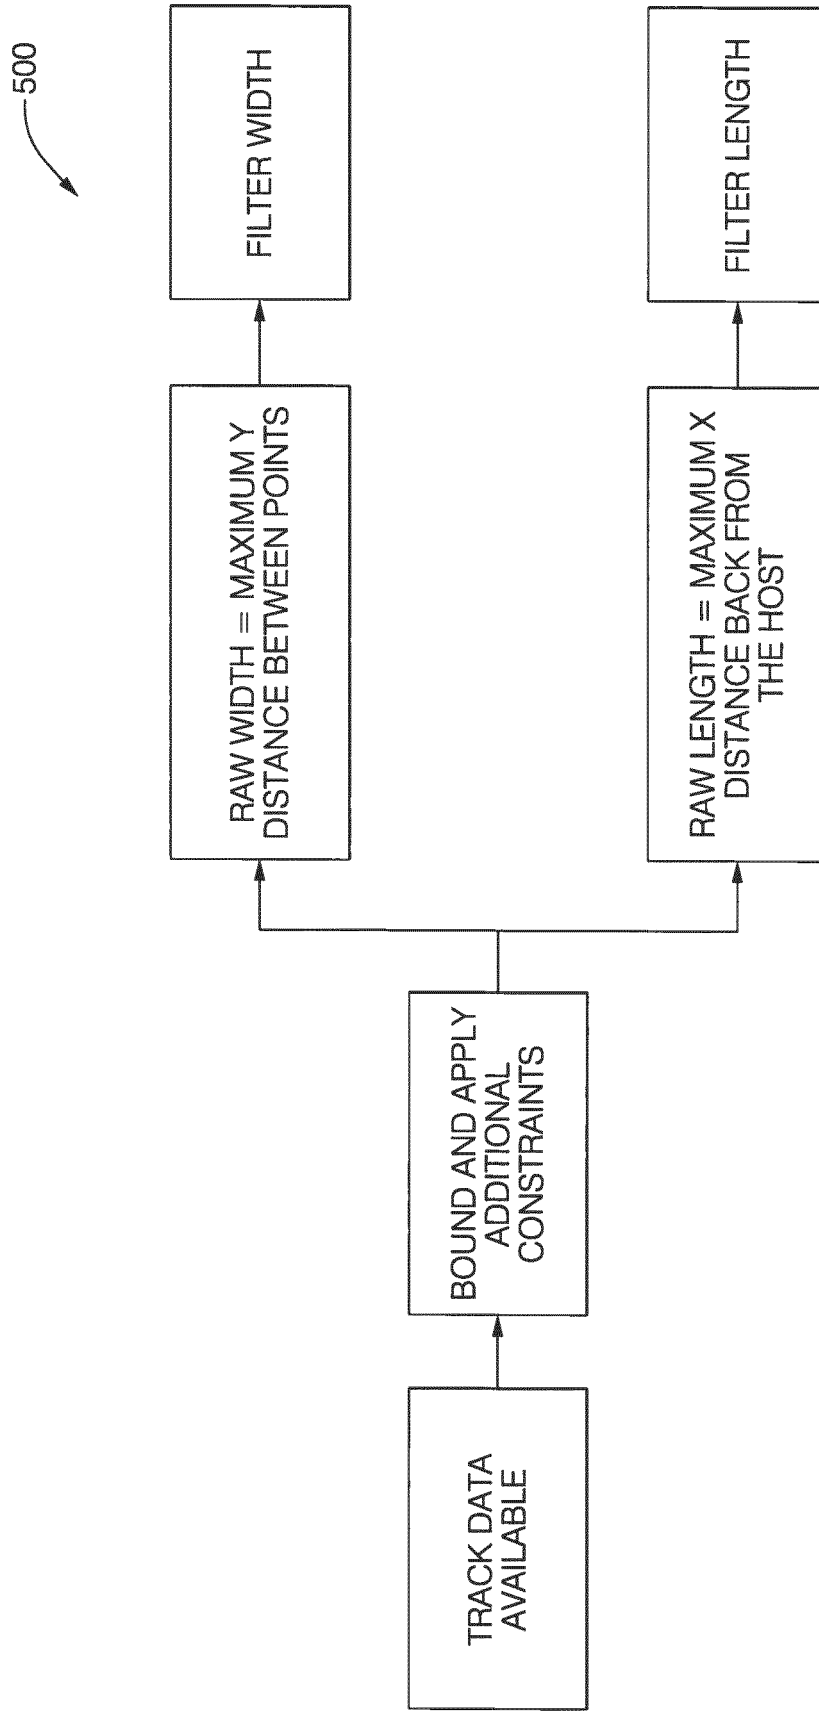 500
TRACK DATA
AVAILABLE
BOUND AND APPLY
ADDITIONAL
CONSTRAINTS
RAW WIDTH = MAXIMUM Y
DISTANCE BETWEEN POINTS
FILTER WIDTH
RAW LENGTH = MAXIMUM X
DISTANCE BACK FROM
THE HOST
FILTER LENGTH